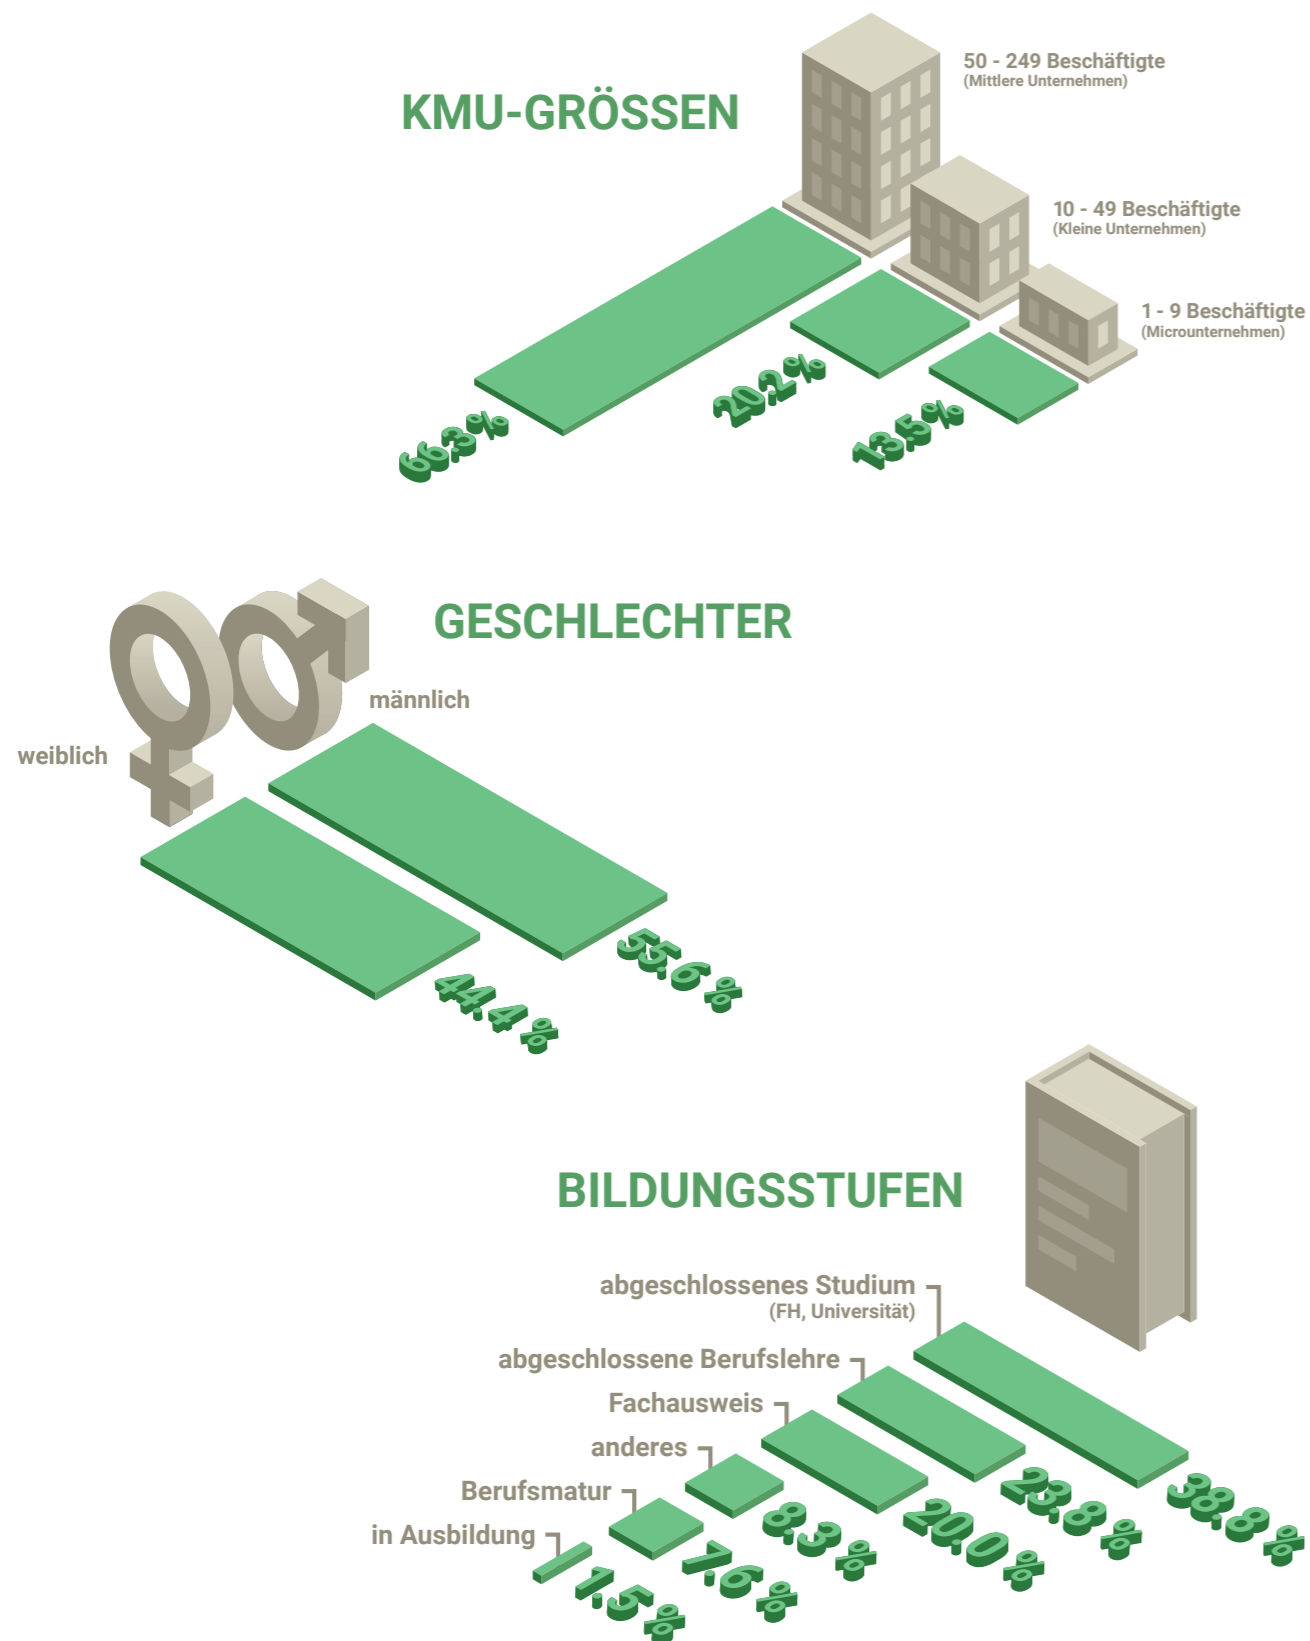 KMU-GRÖSSEN
50 - 249 Beschäftigte
(Mittlere Unternehmen)
10 - 49 Beschäftigte
(Kleine Unternehmen)
1 - 9 Beschäftigte
(Microunternehmen)
66.3%
20.2%
13.5%
GESCHLECHTER
männlich
weiblich
55.6%
44.4%
BILDUNGSSTUFEN
abgeschlossenes Studium
(FH, Universität)
abgeschlossene Berufslehre
Fachausweis
anderes
Berufsmatur
in Ausbildung
38.8%
23.8%
20.0%
8.3%
7.6%
1.5%